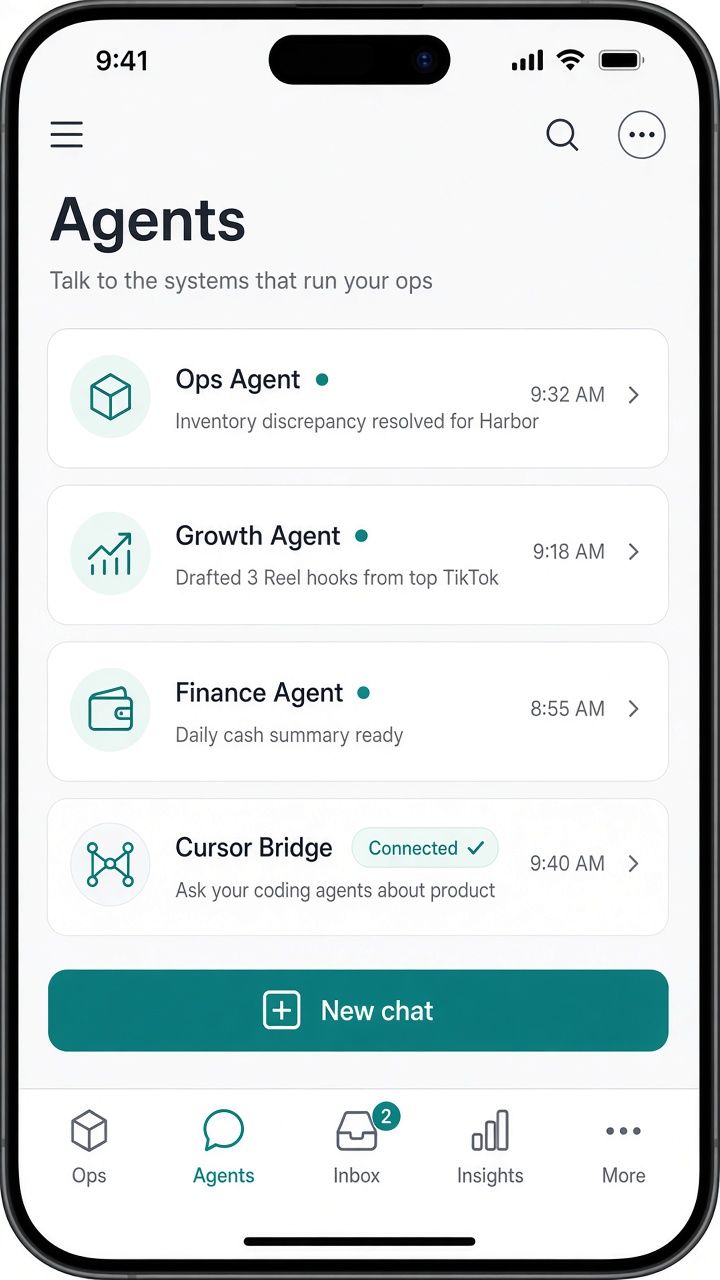 9:41
Agents
Talk to the systems that run your ops
Ops Agent
Inventory discrepancy resolved for Harbor
9:32 AM
Growth Agent
Drafted 3 Reel hooks from top TikTok
9:18 AM
Finance Agent
Daily cash summary ready
8:55 AM
Cursor Bridge
Connected
Ask your coding agents about product
9:40 AM
New chat
Ops
Agents
2
Inbox
Insights
More